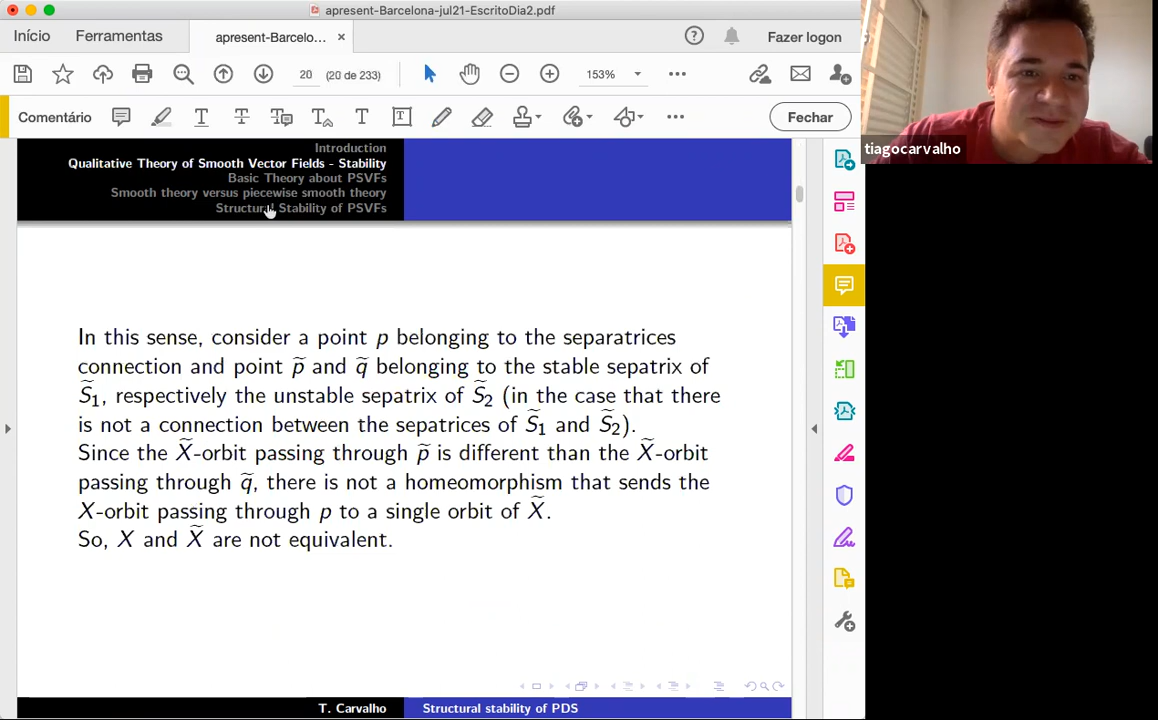 apresent-Barcelona-jul21-EscritoDia2.pdf
Início Ferramentas apresent-Barcelo... × Fazer logon
20 (20 de 233) 153%
Comentário Fechar
tiagocarvalho
Introduction
Qualitative Theory of Smooth Vector Fields - Stability
Basic Theory about PSVFs
Smooth theory versus piecewise smooth theory
Structural Stability of PSVFs
In this sense, consider a point p belonging to the separatrices
connection and point p̃ and q̃ belonging to the stable sepatrix of
S̃₁, respectively the unstable sepatrix of S̃₂ (in the case that there
is not a connection between the sepatrices of S̃₁ and S̃₂).
Since the X̃-orbit passing through p̃ is different than the X̃-orbit
passing through q̃, there is not a homeomorphism that sends the
X-orbit passing through p to a single orbit of X̃.
So, X and X̃ are not equivalent.
T. Carvalho Structural stability of PDS